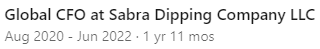 Global CFO at Sabra Dipping Company LLC
Aug 2020 - Jun 2022 · 1 yr 11 mos